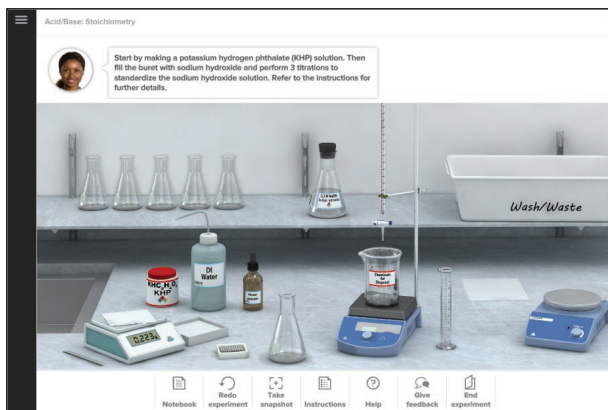 Acid/Base: Stoichiometry
Start by making a potassium hydrogen phthalate (KHP) solution. Then
fill the buret with sodium hydroxide and perform 3 titrations to
standardize the sodium hydroxide solution. Refer to the instructions for
further details.
Wash/Waste
DI
Water
KHP
Chemicals
for
Disposal
0.223
Notebook
Redo
experiment
Take
snapshot
Instructions
Help
Give
feedback
End
experiment